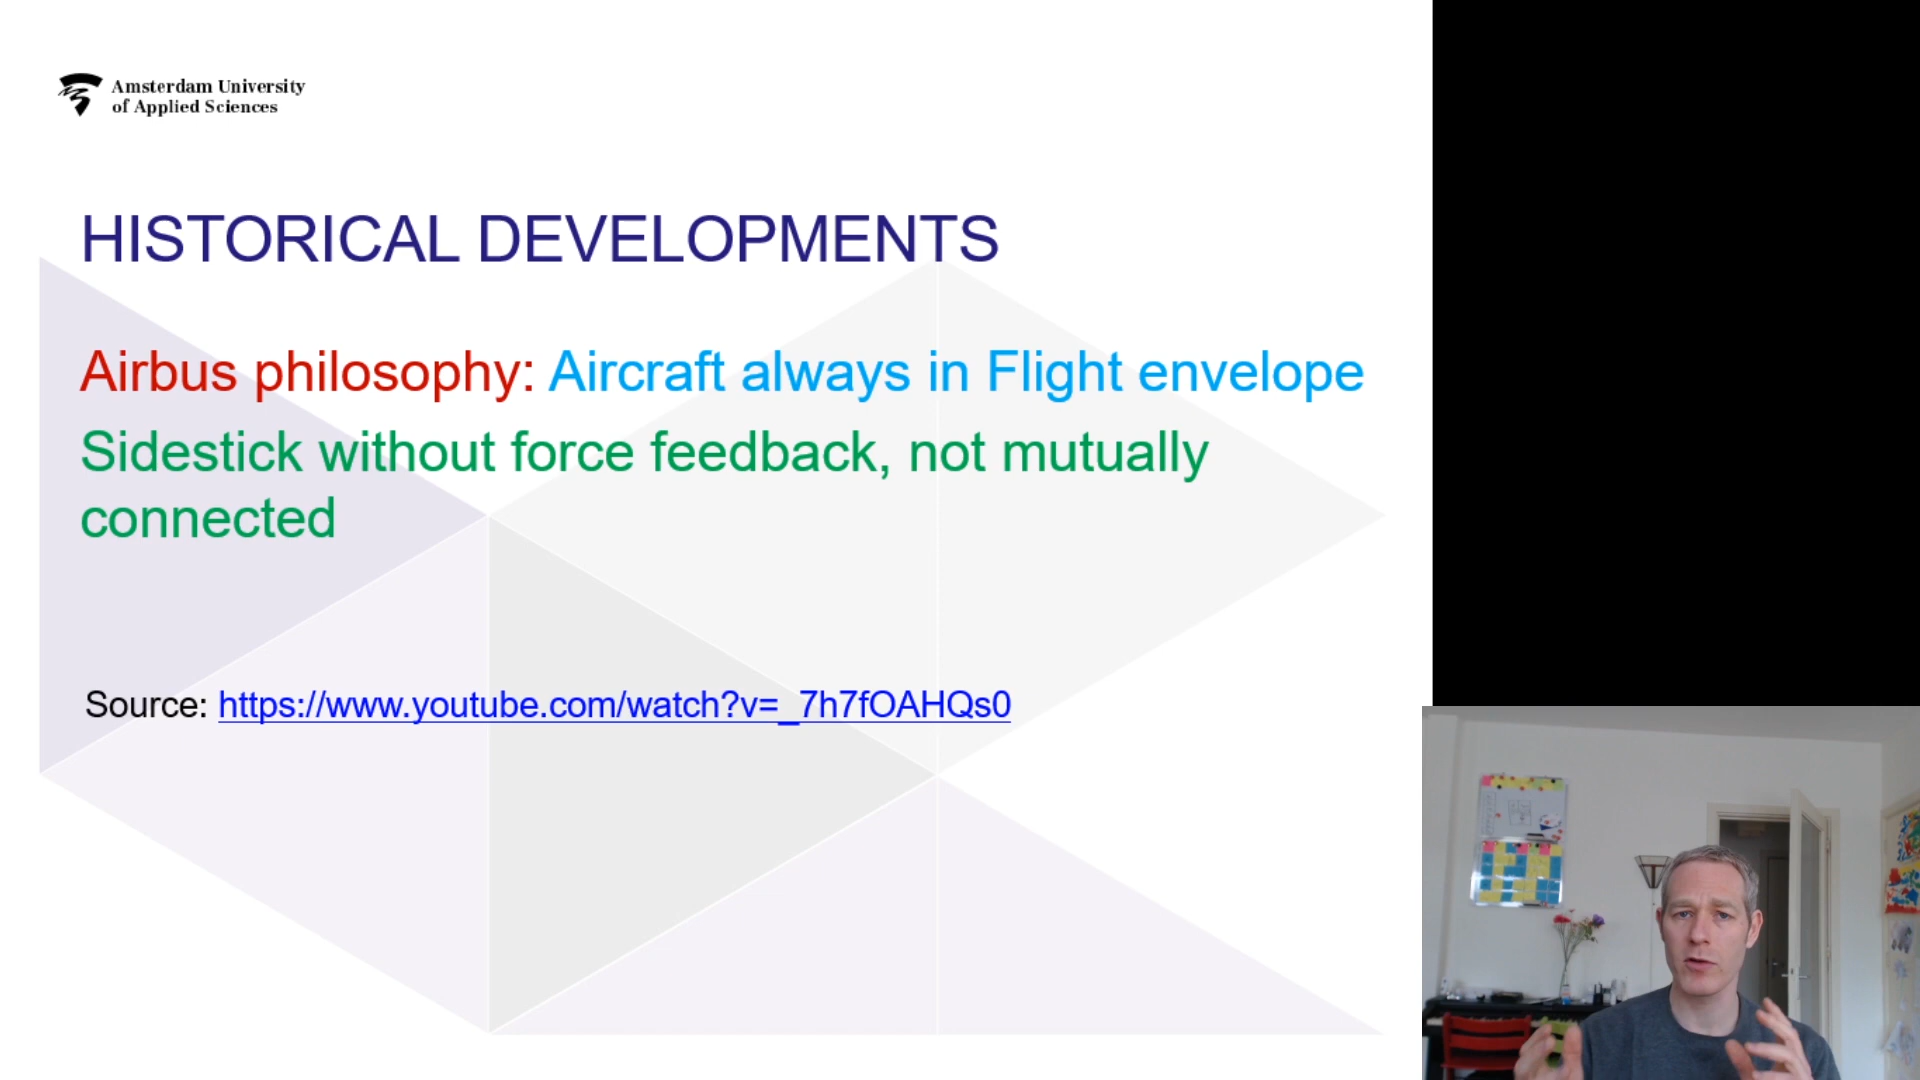 Amsterdam University
of Applied Sciences
HISTORICAL DEVELOPMENTS
Airbus philosophy: Aircraft always in Flight envelope
Sidestick without force feedback, not mutually
connected
Source: https://www.youtube.com/watch?v=_7h7fOAHQs0